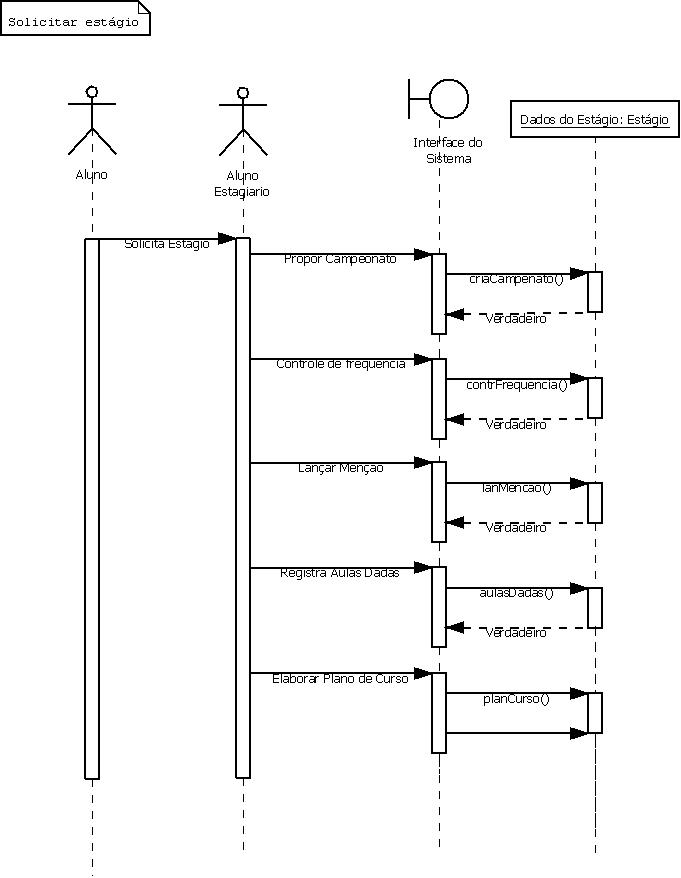 Solicitar estágio
Aluno
Aluno
Estagiario
Interface do
Sistema
Dados do Estágio: Estágio
Solicita Estagio
Propor Campeonato
criaCampenato()
Verdadeiro
Controle de frequencia
contrFrequencia()
Verdadeiro
Lançar Menção
lanMencao()
Verdadeiro
Registra Aulas Dadas
aulasDadas()
Verdadeiro
Elaborar Plano de Curso
planCurso()